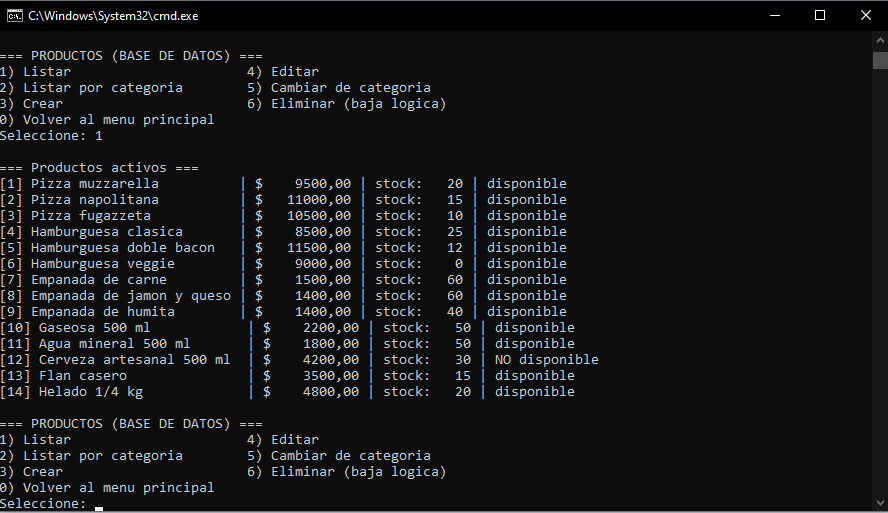 C:\Windows\System32\cmd.exe
=== PRODUCTOS (BASE DE DATOS) ===
1) Listar                      4) Editar
2) Listar por categoria        5) Cambiar de categoria
3) Crear                       6) Eliminar (baja logica)
0) Volver al menu principal
Seleccione: 1
=== Productos activos ===
[1] Pizza muzzarella          | $    9500,00 | stock:   20 | disponible
[2] Pizza napolitana          | $   11000,00 | stock:   15 | disponible
[3] Pizza fugazzeta           | $   10500,00 | stock:   10 | disponible
[4] Hamburguesa clasica       | $    8500,00 | stock:   25 | disponible
[5] Hamburguesa doble bacon   | $   11500,00 | stock:   12 | disponible
[6] Hamburguesa veggie        | $    9000,00 | stock:    0 | disponible
[7] Empanada de carne         | $    1500,00 | stock:   60 | disponible
[8] Empanada de jamon y queso | $    1400,00 | stock:   60 | disponible
[9] Empanada de humita        | $    1400,00 | stock:   40 | disponible
[10] Gaseosa 500 ml            | $    2200,00 | stock:   50 | disponible
[11] Agua mineral 500 ml       | $    1800,00 | stock:   50 | disponible
[12] Cerveza artesanal 500 ml  | $    4200,00 | stock:   30 | NO disponible
[13] Flan casero               | $    3500,00 | stock:   15 | disponible
[14] Helado 1/4 kg             | $    4800,00 | stock:   20 | disponible
=== PRODUCTOS (BASE DE DATOS) ===
1) Listar                      4) Editar
2) Listar por categoria        5) Cambiar de categoria
3) Crear                       6) Eliminar (baja logica)
0) Volver al menu principal
Seleccione: